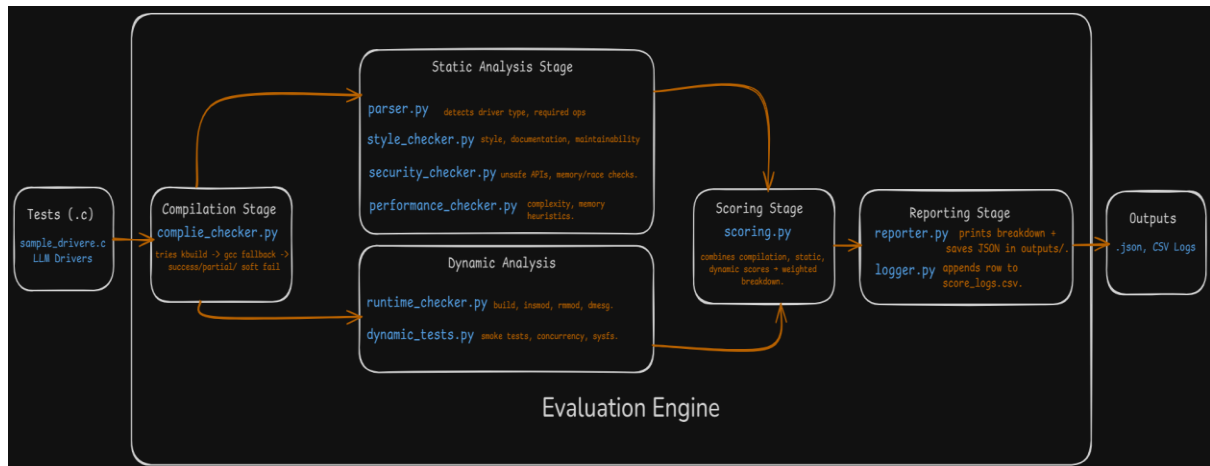 Static Analysis Stage
parser.py detects driver type, required ops
style_checker.py style, documentation, maintainability
security_checker.py unsafe APIs, memory/race checks.
performance_checker.py complexity, memory
heuristics.
Tests (.c)
sample_drivere.c
LLM Drivers
Compilation Stage
complie_checker.py
tries kbuild -> gcc fallback ->
success/partial/ soft fail
Dynamic Analysis
runtime_checker.py build, insmod, rmmod, dmesg.
dynamic_tests.py smoke tests, concurrency, sysfs.
Scoring Stage
scoring.py
combines compilation, static,
dynamic scores + weighted
breakdown.
Reporting Stage
reporter.py prints breakdown +
saves JSON in outputs/.
logger.py appends row to
score_logs.csv.
Outputs
.json, CSV Logs
Evaluation Engine